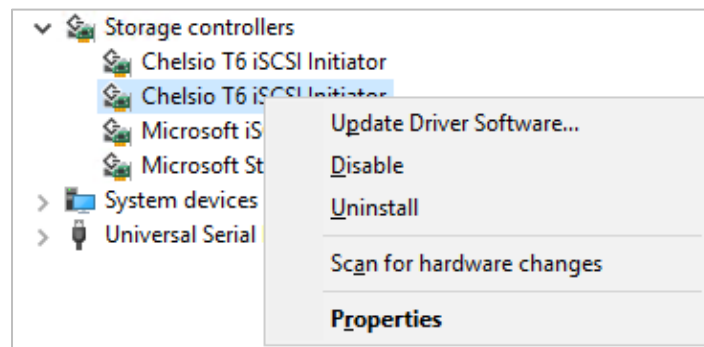 Storage controllers
Chelsio T6 iSCSI Initiator
Chelsio T6 iSCSI Initiator
Microsoft iS
Microsoft St
System devices
Universal Serial
Update Driver Software...
Disable
Uninstall
Scan for hardware changes
Properties